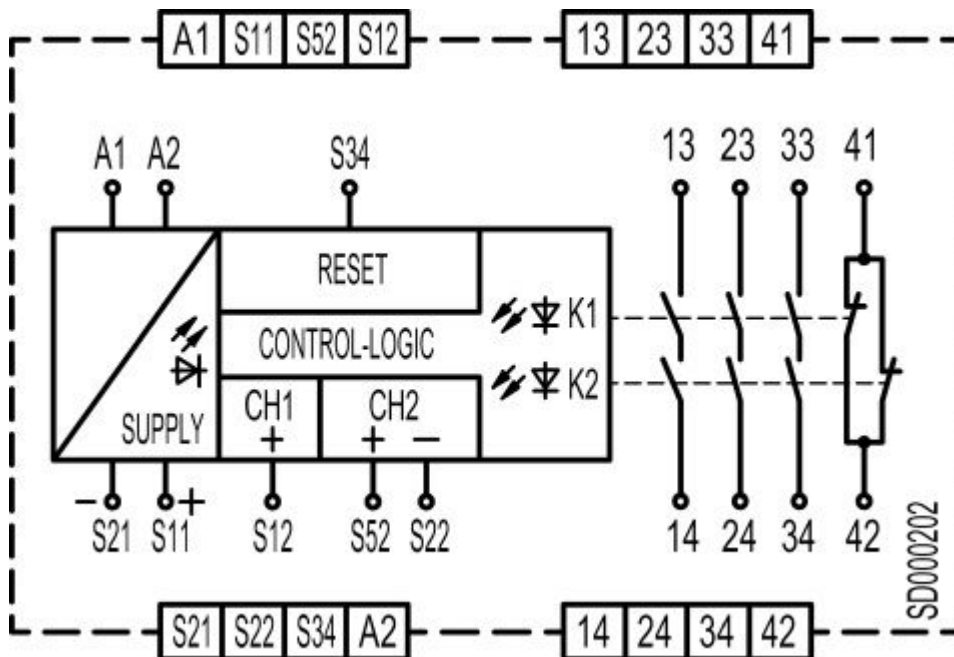 A1 S11 S52 S12 13 23 33 41
A1 A2 S34 13 23 33 41
RESET
K1
CONTROL-LOGIC
K2
CH1 CH2
SUPPLY + + −
− +
S21 S11 S12 S52 S22 14 24 34 42
SD000202
S21 S22 S34 A2 14 24 34 42